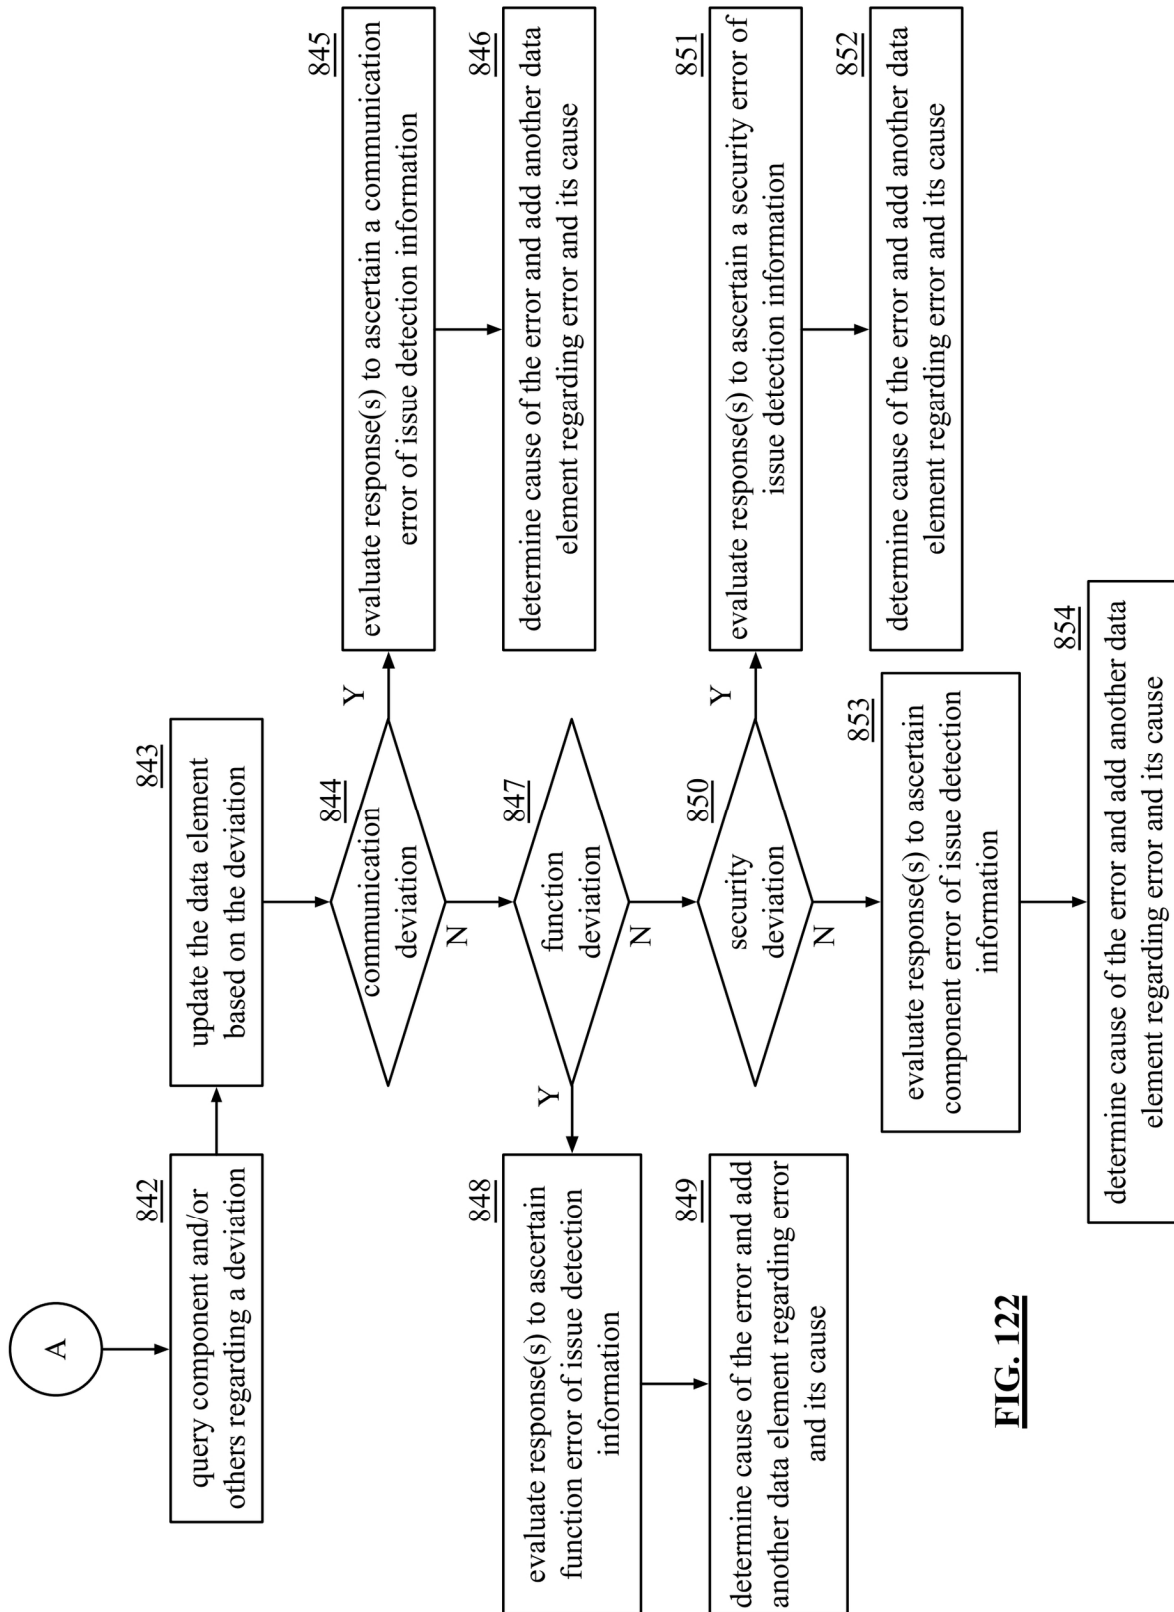 A
842
query component and/or
others regarding a deviation
843
update the data element
based on the deviation
844
communication
deviation
Y
N
845
evaluate response(s) to ascertain a communication
error of issue detection information
846
determine cause of the error and add another data
element regarding error and its cause
847
function
deviation
Y
N
848
evaluate response(s) to ascertain
function error of issue detection
information
849
determine cause of the error and add
another data element regarding error
and its cause
850
security
deviation
Y
N
851
evaluate response(s) to ascertain a security error of
issue detection information
852
determine cause of the error and add another data
element regarding error and its cause
853
evaluate response(s) to ascertain
component error of issue detection
information
854
determine cause of the error and add another data
element regarding error and its cause
FIG. 122